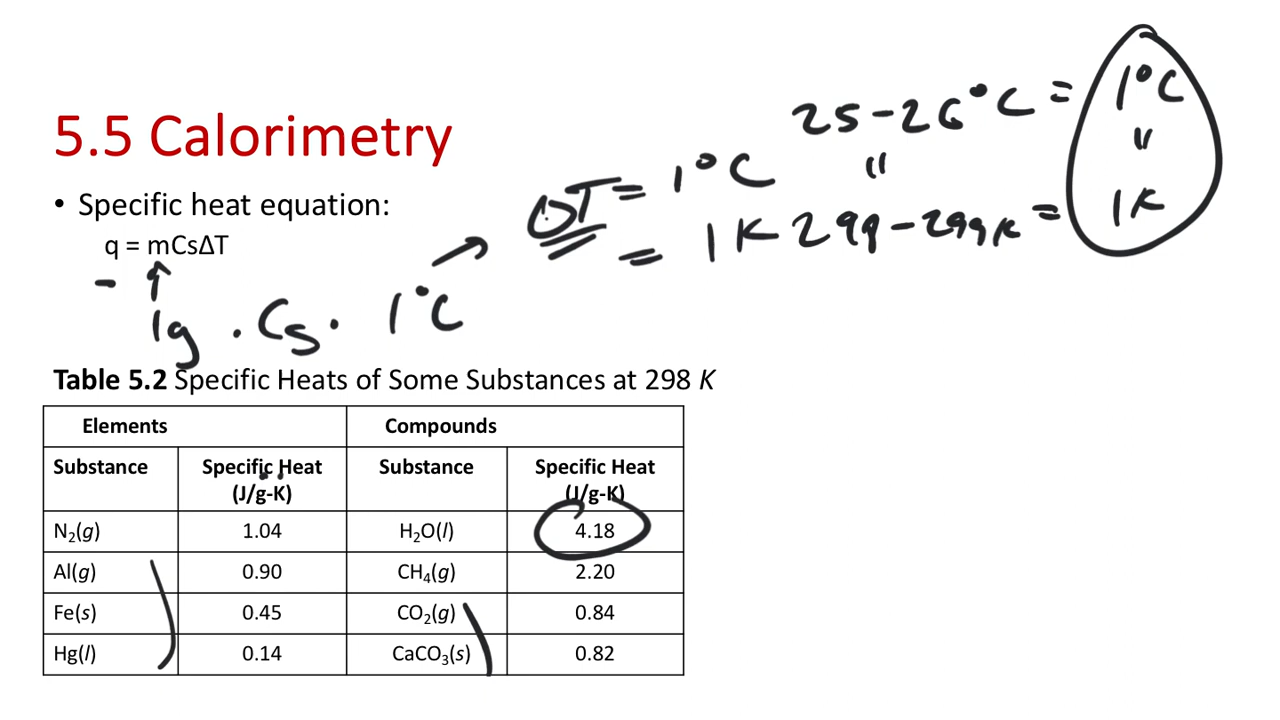 5.5 Calorimetry
• Specific heat equation:
q = mCsΔT
1g . Cs . 1°C
ΔT = 1°C
= 1K
25-26°C = 1°C
"
299-299K = 1K
"
Table 5.2 Specific Heats of Some Substances at 298 K
Elements Compounds
Substance Specific Heat (J/g-K) Substance Specific Heat (J/g-K)
N₂(g) 1.04 H₂O(l) 4.18
Al(g) 0.90 CH₄(g) 2.20
Fe(s) 0.45 CO₂(g) 0.84
Hg(l) 0.14 CaCO₃(s) 0.82